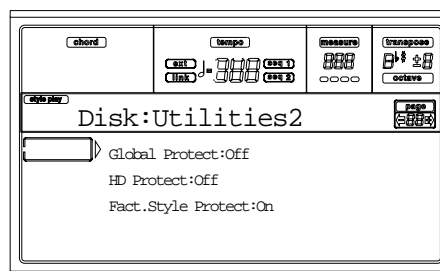 chord tempo measure transpose
ext seq 1
link seq 2
octave
style play page
Disk:Utilities2
Global Protect:Off
HD Protect:Off
Fact.Style Protect:On